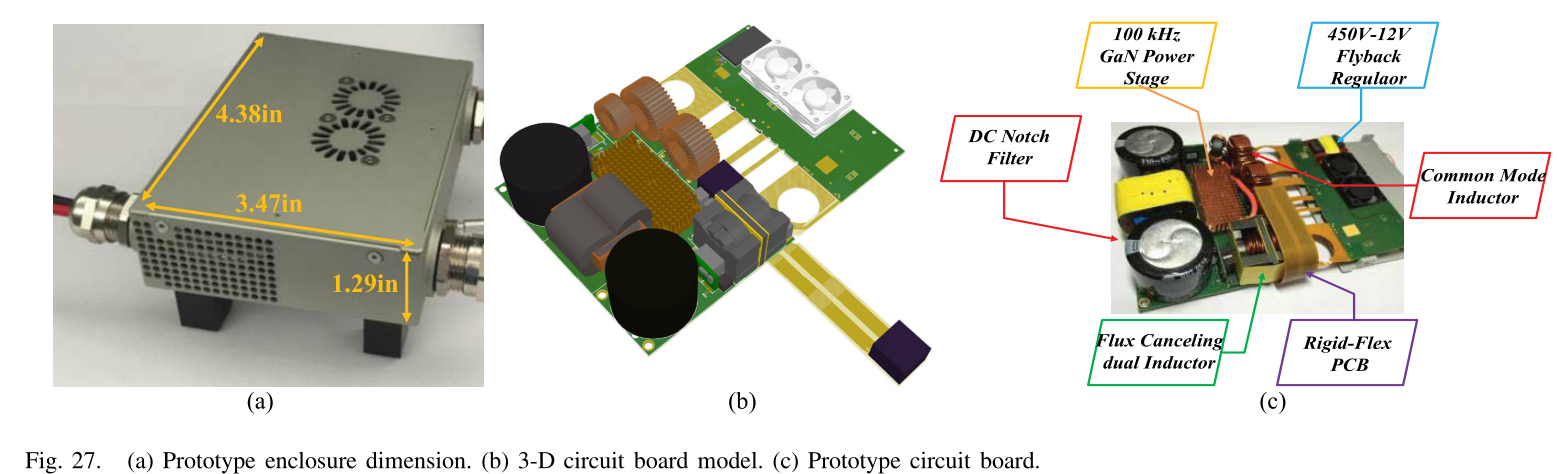 4.38in
3.47in
1.29in
(a)
(b)
100 kHz
GaN Power
Stage
450V-12V
Flyback
Regulaor
DC Notch
Filter
Common Mode
Inductor
Flux Canceling
dual Inductor
Rigid-Flex
PCB
(c)
Fig. 27. (a) Prototype enclosure dimension. (b) 3-D circuit board model. (c) Prototype circuit board.